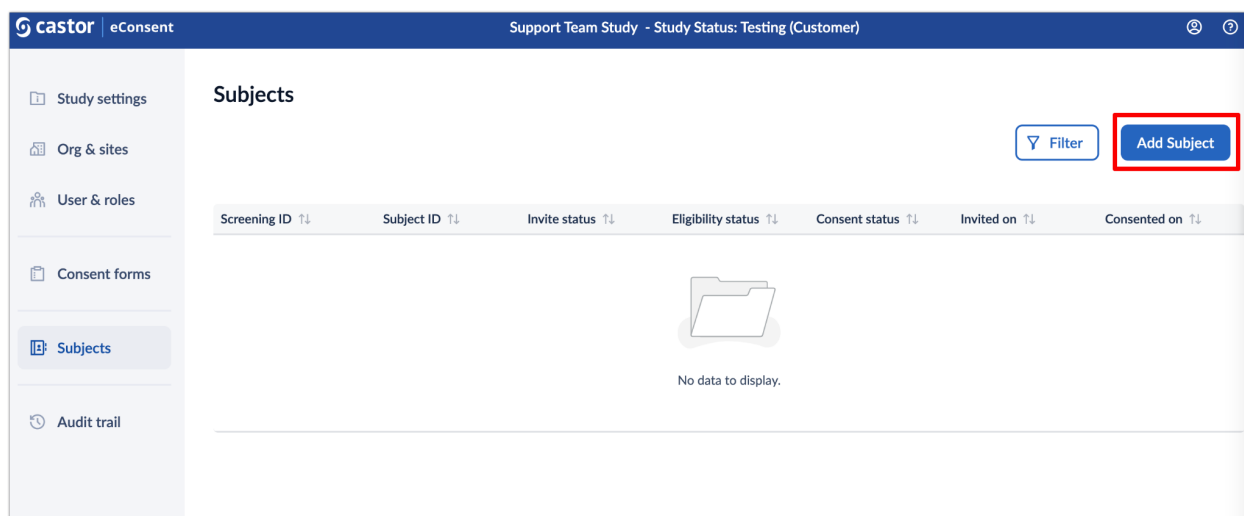 castor eConsent Support Team Study - Study Status: Testing (Customer)
Study settings
Org & sites
User & roles
Consent forms
Subjects
Audit trail
Subjects
Filter Add Subject
Screening ID Subject ID Invite status Eligibility status Consent status Invited on Consented on
No data to display.